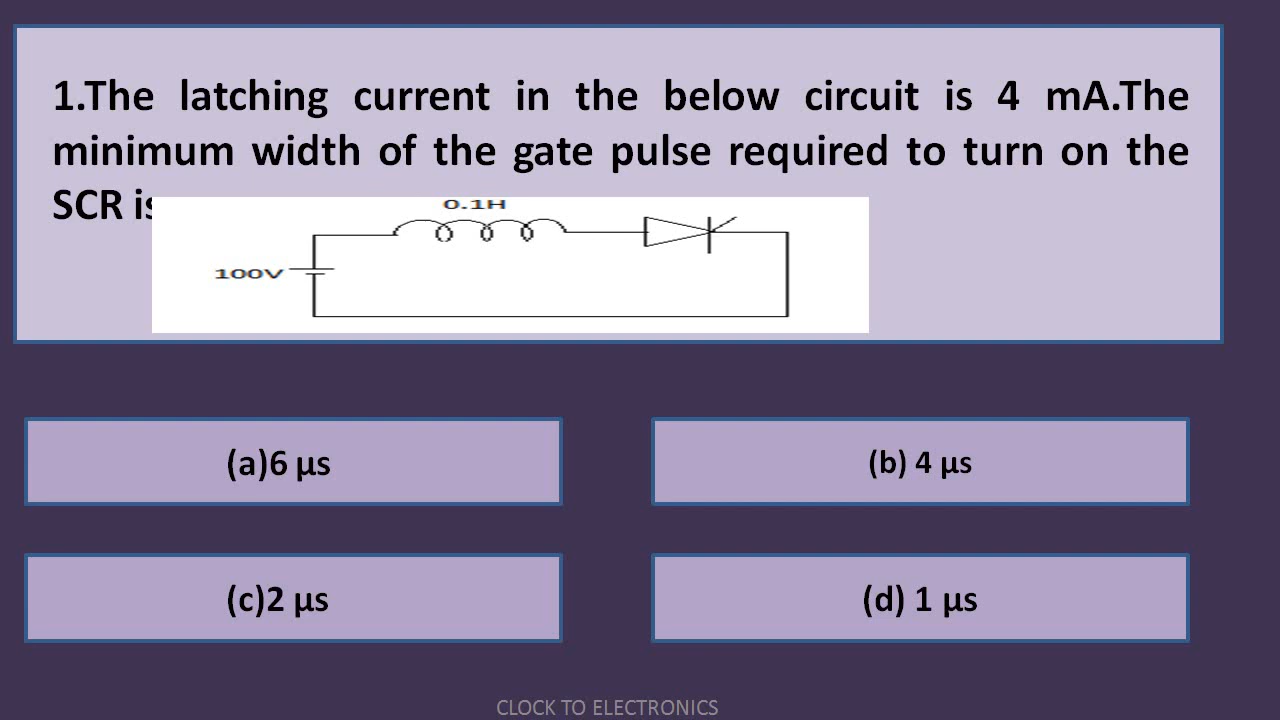 1.The latching current in the below circuit is 4 mA.The
minimum width of the gate pulse required to turn on the
SCR is
0.1H
100V
(a)6 µs
(b) 4 µs
(c)2 µs
(d) 1 µs
CLOCK TO ELECTRONICS